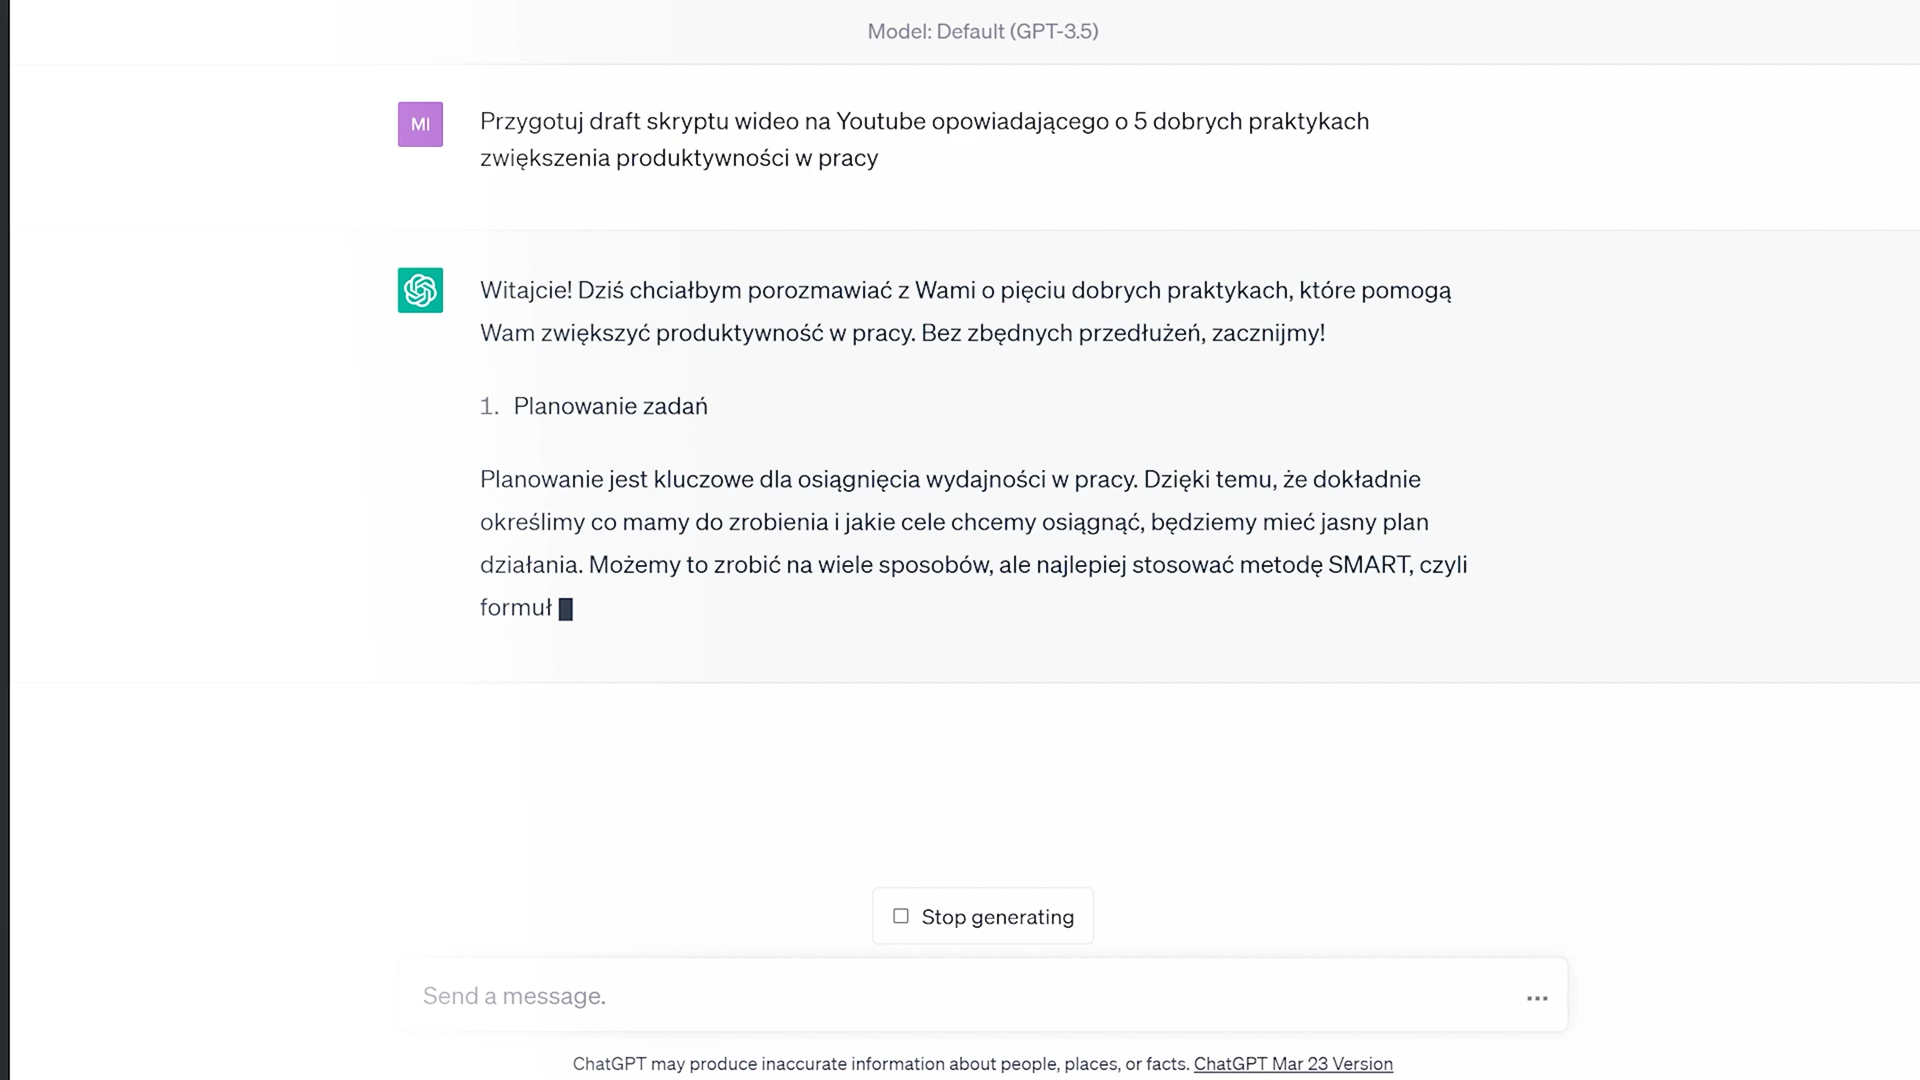 Model: Default (GPT-3.5)
MI
Przygotuj draft skryptu wideo na Youtube opowiadającego o 5 dobrych praktykach
zwiększenia produktywności w pracy
Witajcie! Dziś chciałbym porozmawiać z Wami o pięciu dobrych praktykach, które pomogą
Wam zwiększyć produktywność w pracy. Bez zbędnych przedłużeń, zacznijmy!
1. Planowanie zadań
Planowanie jest kluczowe dla osiągnięcia wydajności w pracy. Dzięki temu, że dokładnie
określimy co mamy do zrobienia i jakie cele chcemy osiągnąć, będziemy mieć jasny plan
działania. Możemy to zrobić na wiele sposobów, ale najlepiej stosować metodę SMART, czyli
formuł
Stop generating
Send a message.
ChatGPT may produce inaccurate information about people, places, or facts. ChatGPT Mar 23 Version